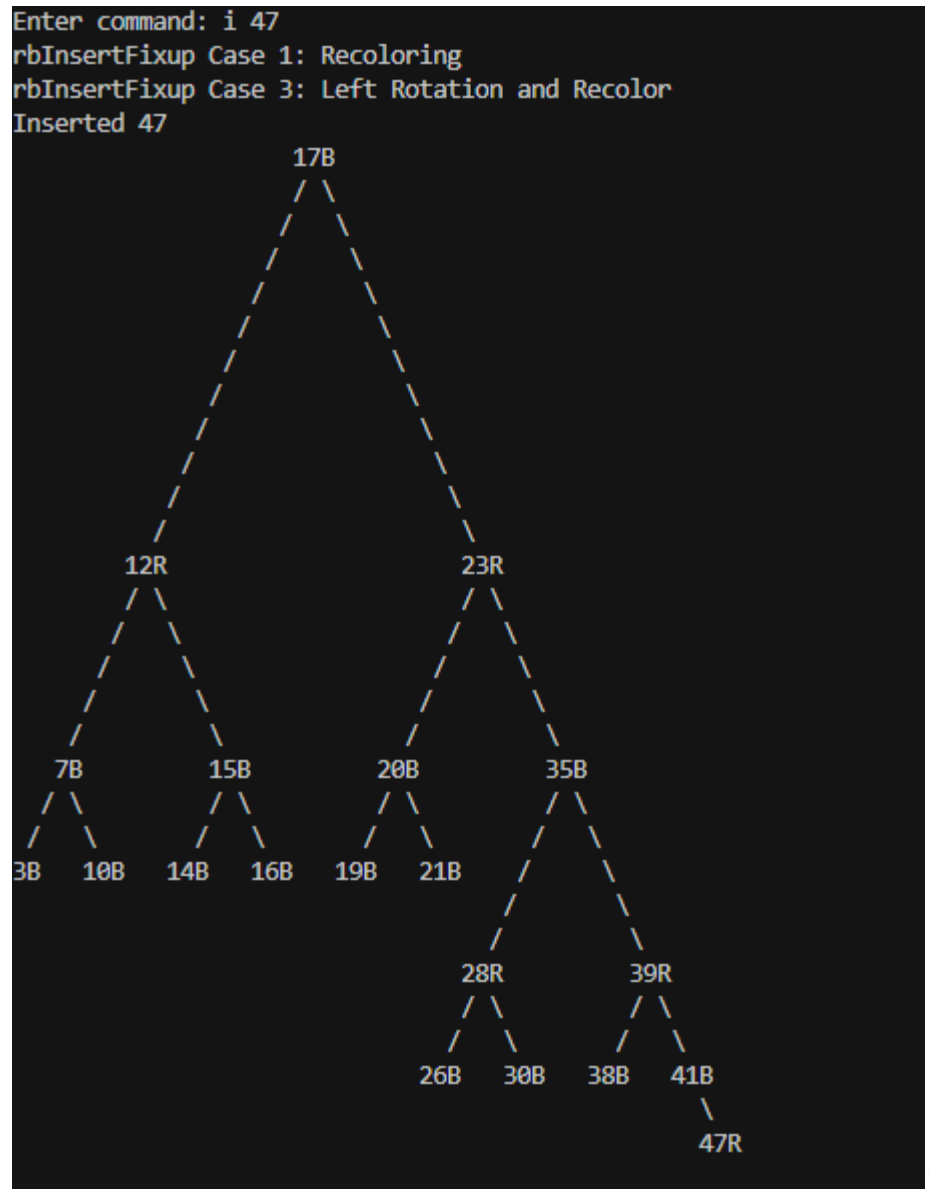 Enter command: i 47
rbInsertFixup Case 1: Recoloring
rbInsertFixup Case 3: Left Rotation and Recolor
Inserted 47
17B
12R 23R
7B 15B 20B 35B
3B 10B 14B 16B 19B 21B
28R 39R
26B 30B 38B 41B
47R